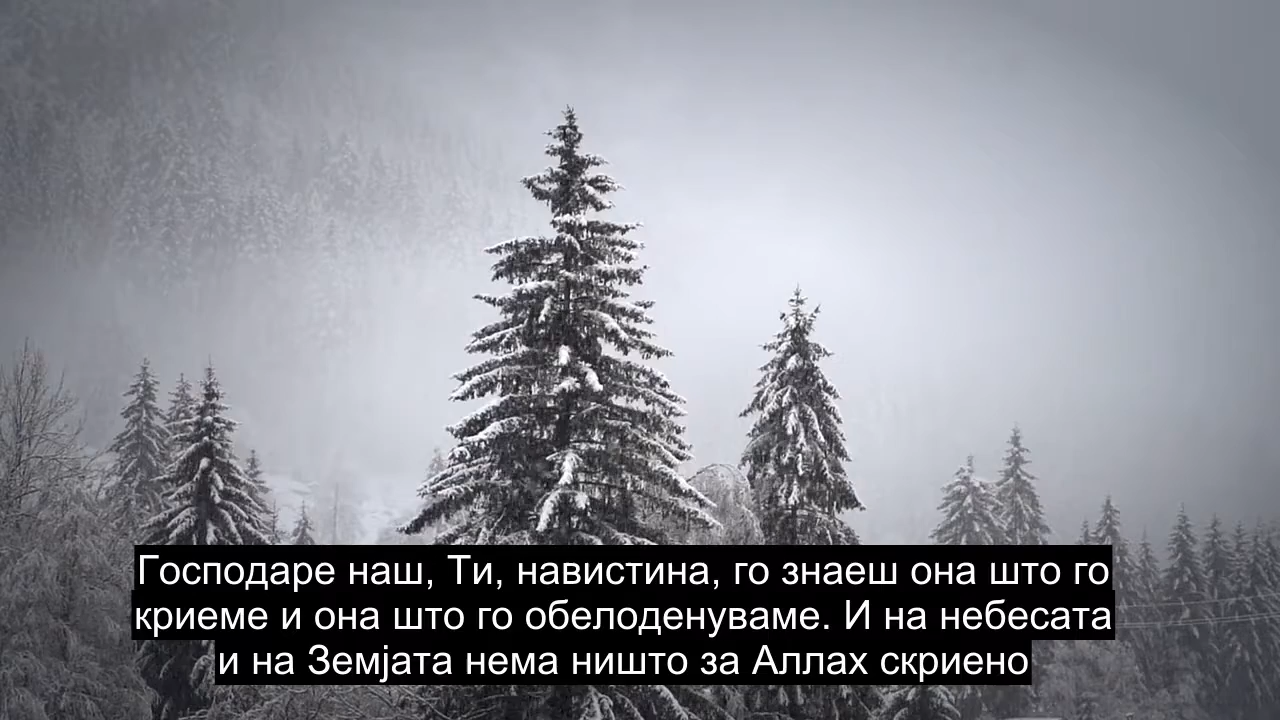 Господаре наш, Ти, навистина, го знаеш она што го
криеме и она што го обелоденуваме. И на небесата
и на Земјата нема ништо за Аллах скриено